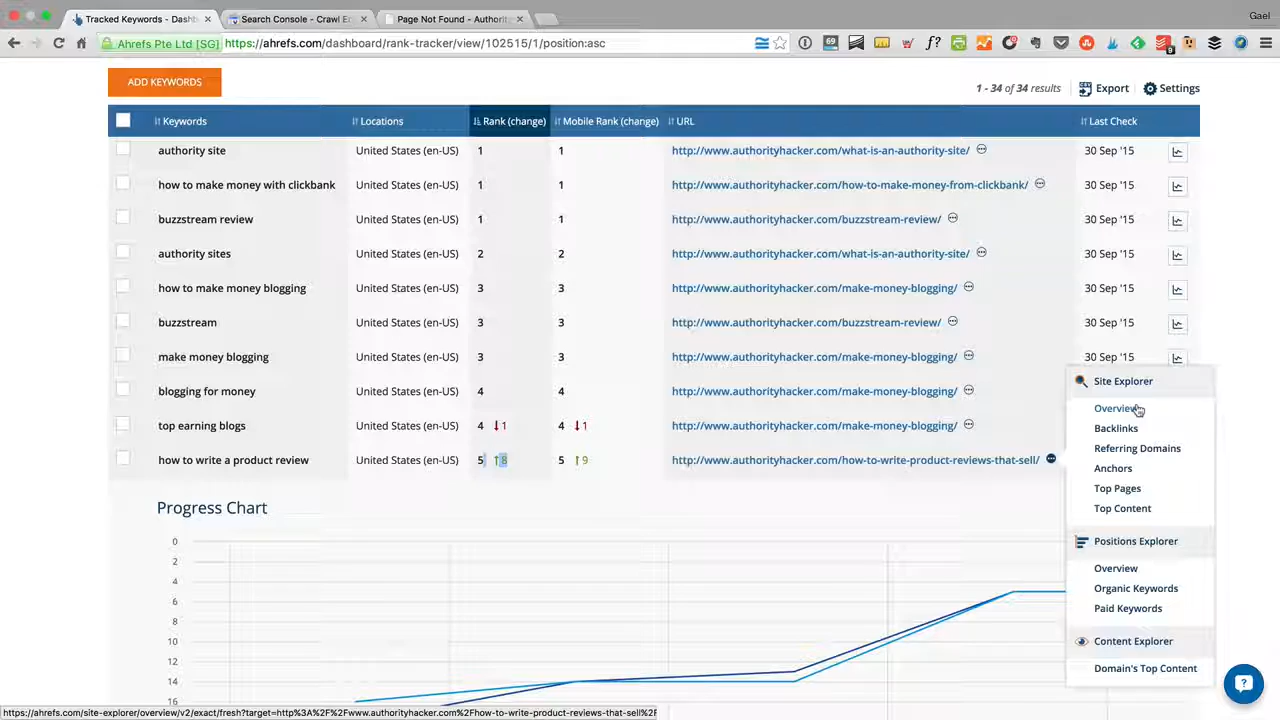 Tracked Keywords - Dashb
Search Console - Crawl E
Page Not Found - Authorit
Gael
Ahrefs Pte Ltd [SG]
https://ahrefs.com/dashboard/rank-tracker/view/102515/1/position:asc
ADD KEYWORDS
1 - 34 of 34 results
Export
Settings
Keywords Locations Rank (change) Mobile Rank (change) URL Last Check
authority site United States (en-US) 1 1 http://www.authorityhacker.com/what-is-an-authority-site/ 30 Sep '15
how to make money with clickbank United States (en-US) 1 1 http://www.authorityhacker.com/how-to-make-money-from-clickbank/ 30 Sep '15
buzzstream review United States (en-US) 1 1 http://www.authorityhacker.com/buzzstream-review/ 30 Sep '15
authority sites United States (en-US) 2 2 http://www.authorityhacker.com/what-is-an-authority-site/ 30 Sep '15
how to make money blogging United States (en-US) 3 3 http://www.authorityhacker.com/make-money-blogging/ 30 Sep '15
buzzstream United States (en-US) 3 3 http://www.authorityhacker.com/buzzstream-review/ 30 Sep '15
make money blogging United States (en-US) 3 3 http://www.authorityhacker.com/make-money-blogging/ 30 Sep '15
blogging for money United States (en-US) 4 4 http://www.authorityhacker.com/make-money-blogging/
top earning blogs United States (en-US) 4 ↓1 4 ↓1 http://www.authorityhacker.com/make-money-blogging/
how to write a product review United States (en-US) 5 ↑8 5 ↑9 http://www.authorityhacker.com/how-to-write-product-reviews-that-sell/
Site Explorer
Overview
Backlinks
Referring Domains
Anchors
Top Pages
Top Content
Positions Explorer
Overview
Organic Keywords
Paid Keywords
Content Explorer
Domain's Top Content
Progress Chart
0
2
4
6
8
10
12
14
16
https://ahrefs.com/site-explorer/overview/v2/exact/fresh?target=http%3A%2F%2Fwww.authorityhacker.com%2Fhow-to-write-product-reviews-that-sell%2F